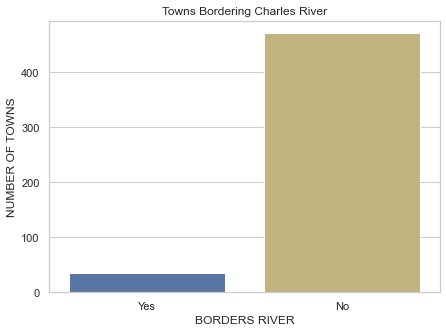 Towns Bordering Charles River
NUMBER OF TOWNS
400
300
200
100
0
Yes No
BORDERS RIVER